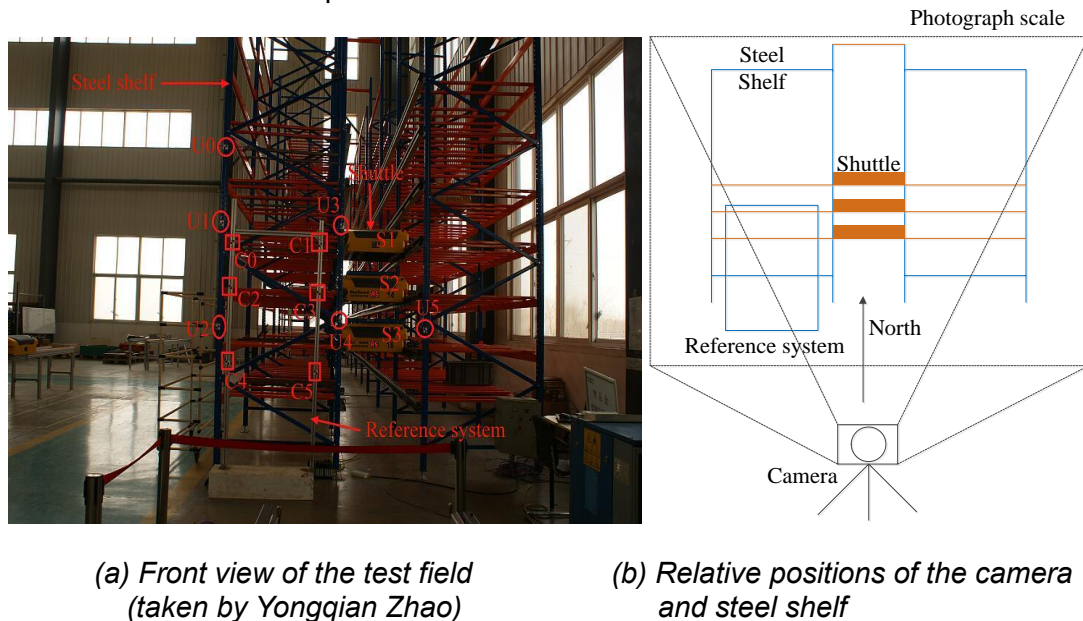 Photograph scale
Steel shelf
U0
Shuttle
U1
U3
S1
C1
C0
S2
C2
C3
U5
U2
S3
U4
C4
C5
Reference system
Steel
Shelf
Shuttle
Reference system
North
Camera
(a) Front view of the test field
(taken by Yongqian Zhao)
(b) Relative positions of the camera
and steel shelf